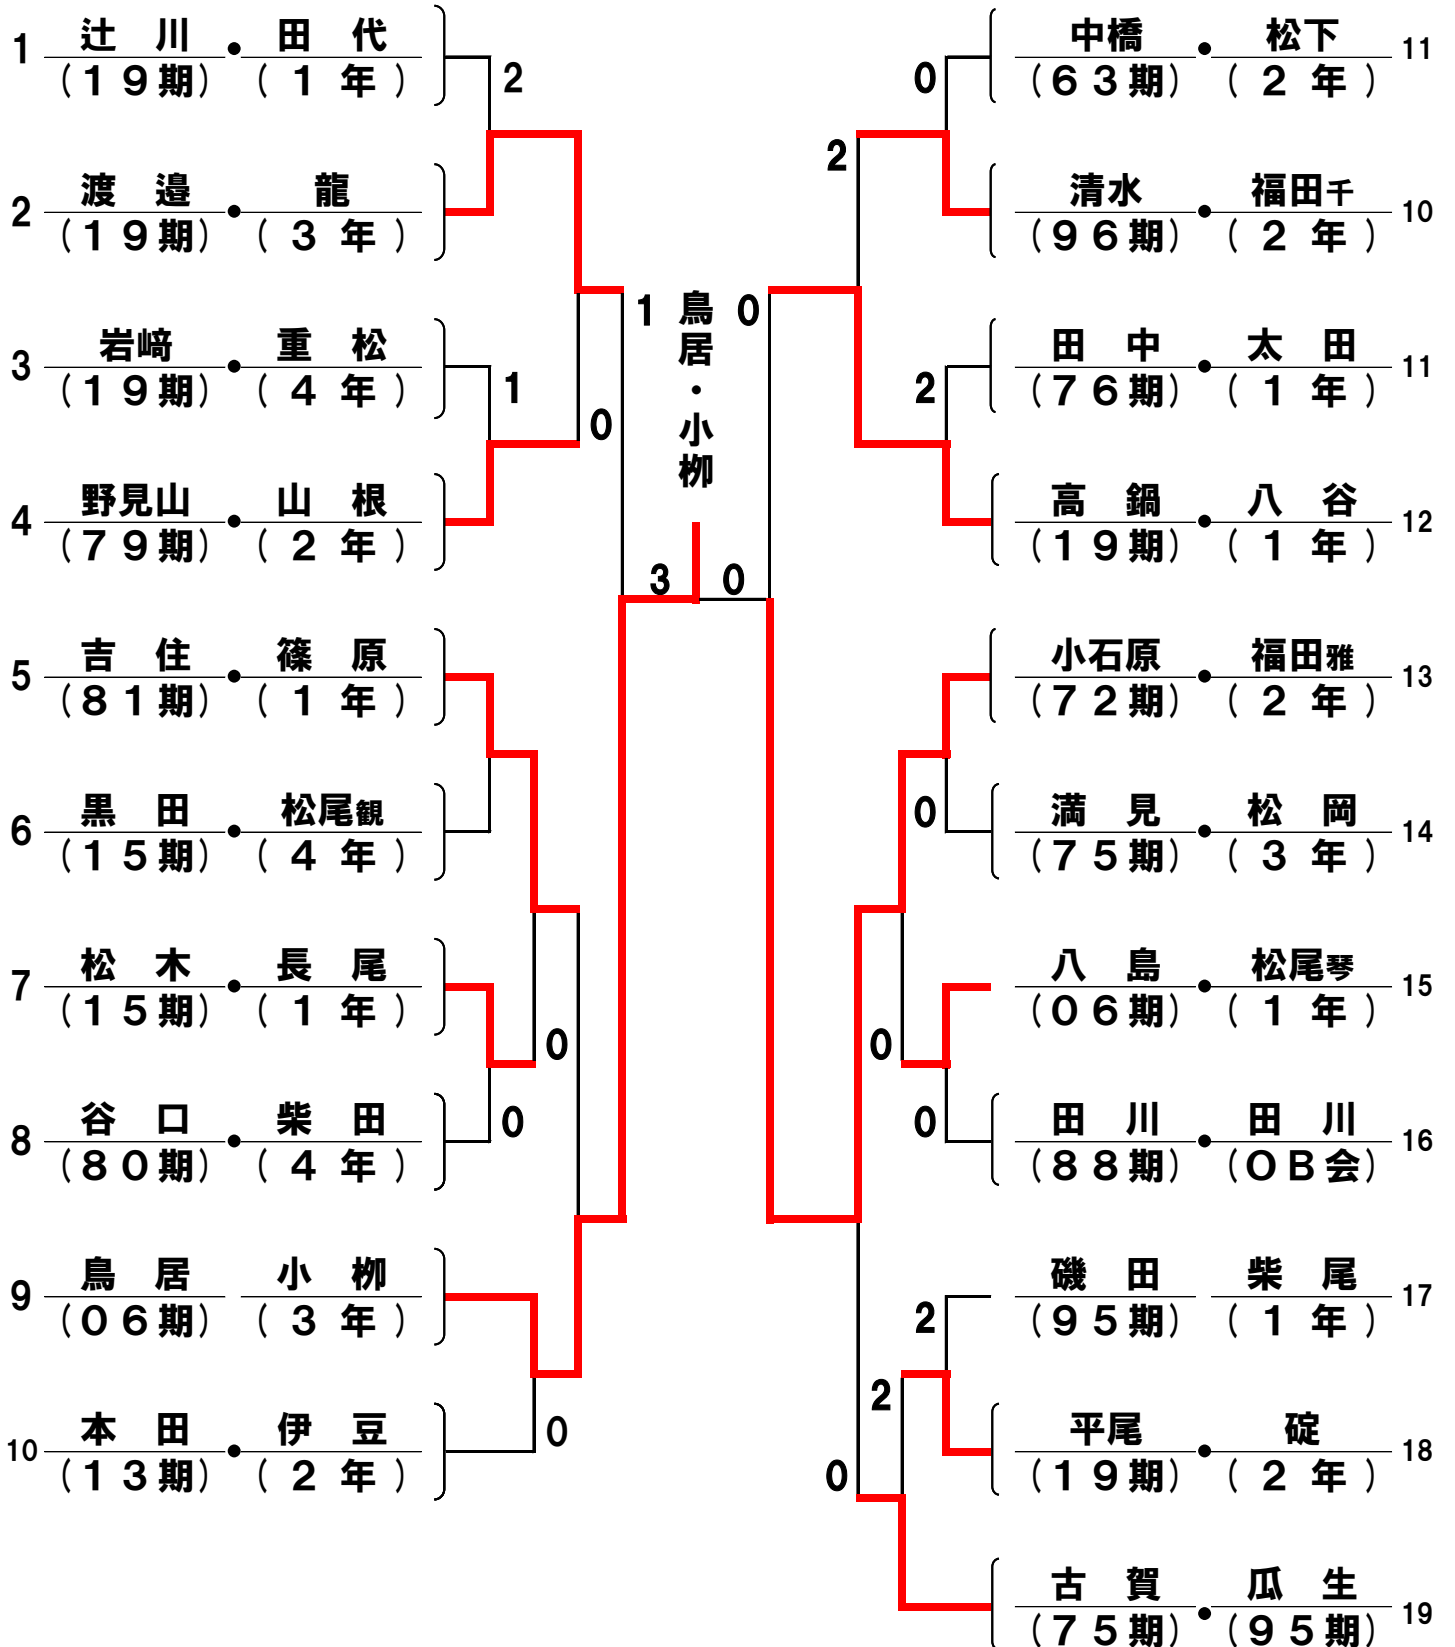 1 辻 川 ● 田 代
(19期) (1 年)
2
渡 邉 ● 龍
(19期) (3 年)
2
岩﨑 ● 重 松
3 (19期) (4 年)
1
0
野見山 ● 山 根
4 (79期) (2 年)
吉 住 ● 篠 原
5 (81期) (1 年)
黒 田 ● 松尾観
6 (15期) (4 年)
松 木 ● 長 尾
7 (15期) (1 年)
0
谷 口 ● 柴 田
8 (80期) (4 年)
0
鳥 居 小 栁
9 (06期) (3 年)
本 田 ● 伊 豆
10 (13期) (2 年)
0
1 鳥居・小栁 0
3 0
中橋 ● 松下 11
(63期) (2 年)
0
2
清水 ● 福田千 10
(96期) (2 年)
田 中 ● 太 田 11
(76期) (1 年)
2
高 鍋 ● 八 谷 12
(19期) (1 年)
小石原 ● 福田雅 13
(72期) (2 年)
満 見 ● 松 岡 14
(75期) (3 年)
0
八 島 ● 松尾琴 15
(06期) (1 年)
0
田 川 ● 田 川 16
(88期) (OB会)
0
磯 田 柴 尾 17
(95期) (1 年)
2
2
平尾 ● 碇 18
(19期) (2 年)
0
古 賀 ● 瓜 生 19
(75期) (95期)